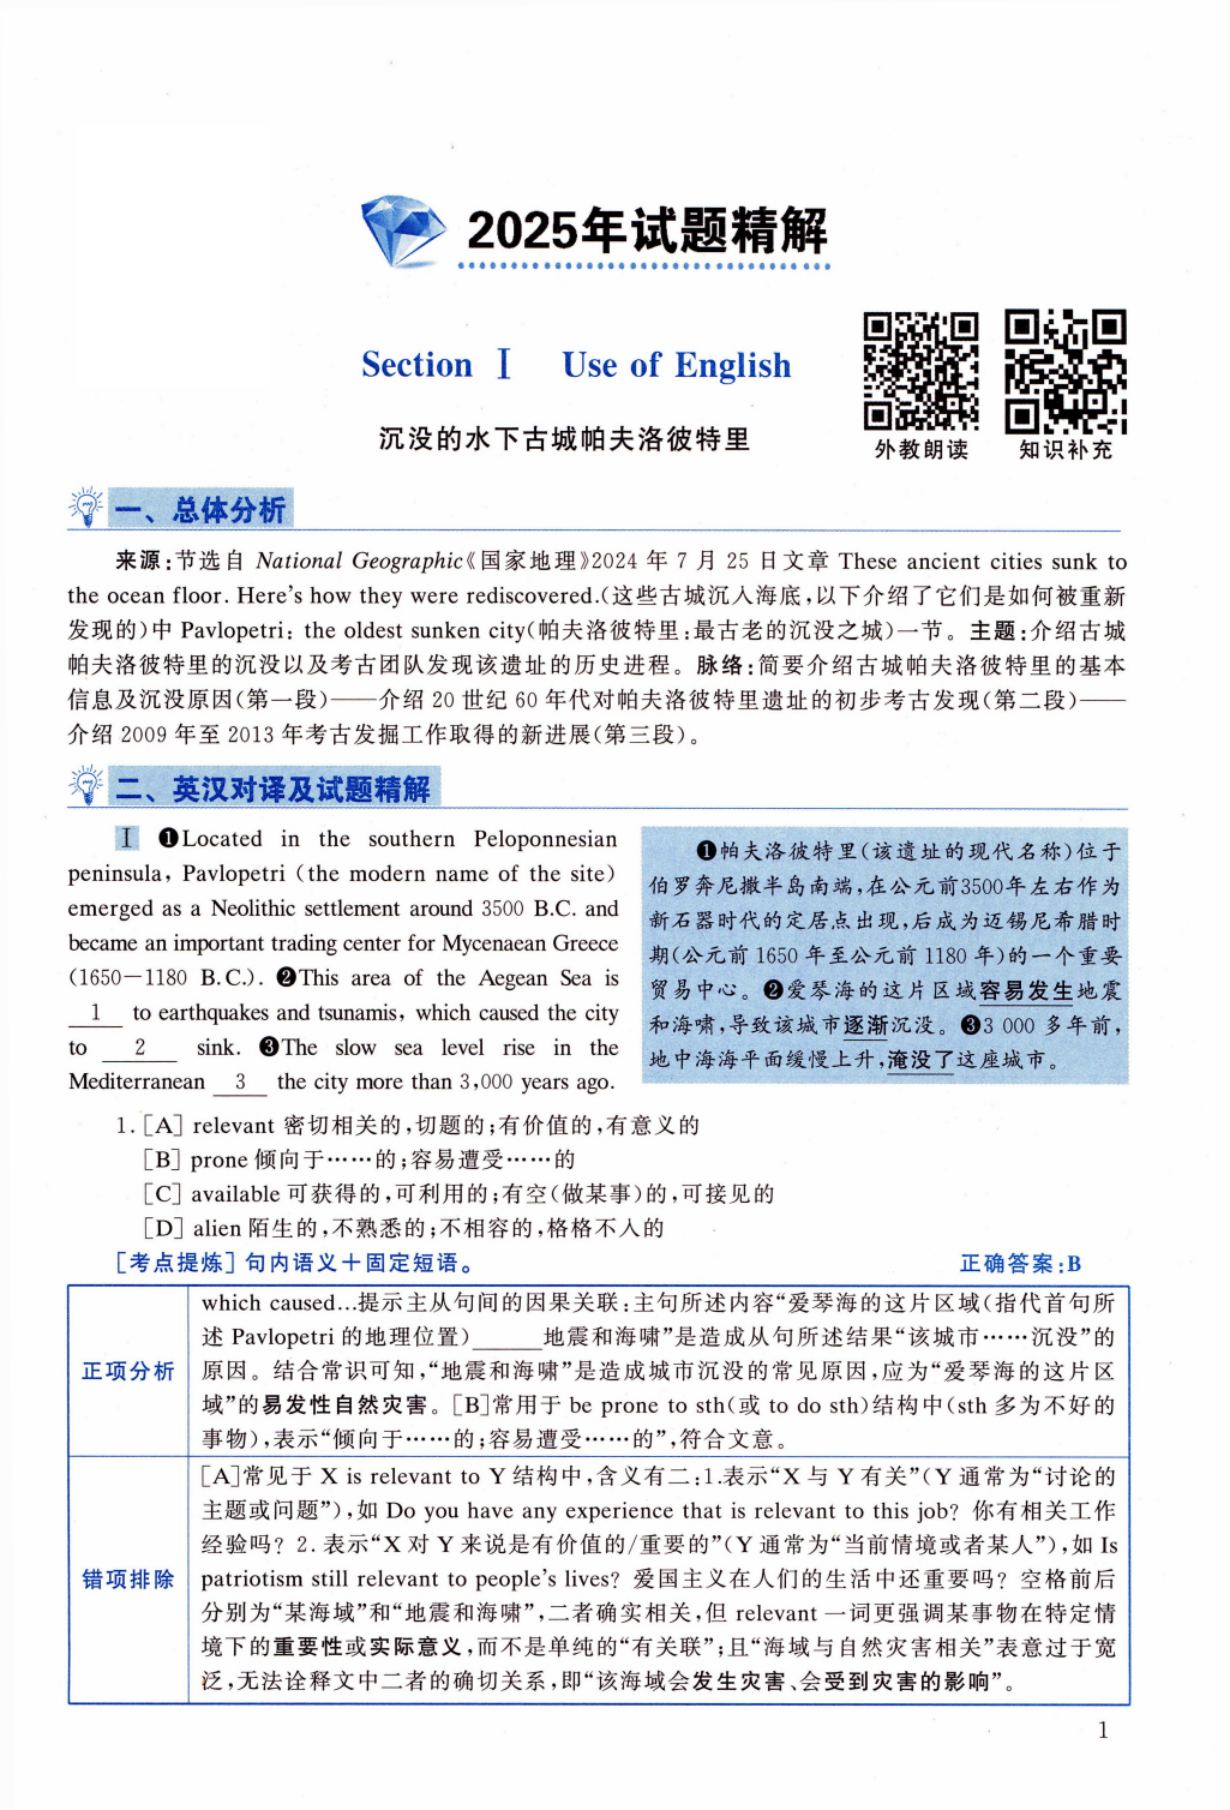 2025年试题精解
Section Ⅰ Use of English
沉没的水下古城帕夫洛彼特里
外教朗读 知识补充
一、总体分析
来源:节选自 National Geographic《国家地理》2024 年 7 月 25 日文章 These ancient cities sunk to
the ocean floor. Here's how they were rediscovered.(这些古城沉入海底,以下介绍了它们是如何被重新
发现的)中 Pavlopetri: the oldest sunken city(帕夫洛彼特里:最古老的沉没之城)一节。主题:介绍古城
帕夫洛彼特里的沉没以及考古团队发现该遗址的历史进程。脉络:简要介绍古城帕夫洛彼特里的基本
信息及沉没原因(第一段)——介绍 20 世纪 60 年代对帕夫洛彼特里遗址的初步考古发现(第二段)——
介绍 2009 年至 2013 年考古发掘工作取得的新进展(第三段)。
二、英汉对译及试题精解
Ⅰ ❶Located in the southern Peloponnesian
peninsula, Pavlopetri (the modern name of the site)
emerged as a Neolithic settlement around 3500 B.C. and
became an important trading center for Mycenaean Greece
(1650—1180 B.C.). ❷This area of the Aegean Sea is
1 to earthquakes and tsunamis, which caused the city
to 2 sink. ❸The slow sea level rise in the
Mediterranean 3 the city more than 3,000 years ago.
❶帕夫洛彼特里(该遗址的现代名称)位于
伯罗奔尼撒半岛南端,在公元前3500年左右作为
新石器时代的定居点出现,后成为迈锡尼希腊时
期(公元前 1650 年至公元前 1180 年)的一个重要
贸易中心。❷爱琴海的这片区域容易发生地震
和海啸,导致该城市逐渐沉没。❸3 000 多年前,
地中海海平面缓慢上升,淹没了这座城市。
1. [A] relevant 密切相关的,切题的;有价值的,有意义的
[B] prone 倾向于……的;容易遭受……的
[C] available 可获得的,可利用的;有空(做某事)的,可接见的
[D] alien 陌生的,不熟悉的;不相容的,格格不入的
[考点提炼] 句内语义+固定短语。 正确答案:B
正项分析
which caused…提示主从句间的因果关联:主句所述内容“爱琴海的这片区域(指代首句所
述 Pavlopetri 的地理位置)______地震和海啸”是造成从句所述结果“该城市……沉没”的
原因。结合常识可知,“地震和海啸”是造成城市沉没的常见原因,应为“爱琴海的这片区
域”的易发性自然灾害。[B]常用于 be prone to sth(或 to do sth)结构中(sth 多为不好的
事物),表示“倾向于……的;容易遭受……的”,符合文意。
错项排除
[A]常见于 X is relevant to Y 结构中,含义有二:1.表示“X 与 Y 有关”(Y 通常为“讨论的
主题或问题”),如 Do you have any experience that is relevant to this job? 你有相关工作
经验吗? 2. 表示“X 对 Y 来说是有价值的/重要的”(Y 通常为“当前情境或者某人”),如 Is
patriotism still relevant to people's lives? 爱国主义在人们的生活中还重要吗? 空格前后
分别为“某海域”和“地震和海啸”,二者确实相关,但 relevant 一词更强调某事物在特定情
境下的重要性或实际意义,而不是单纯的“有关联”;且“海域与自然灾害相关”表意过于宽
泛,无法诠释文中二者的确切关系,即“该海域会发生灾害、会受到灾害的影响”。
1